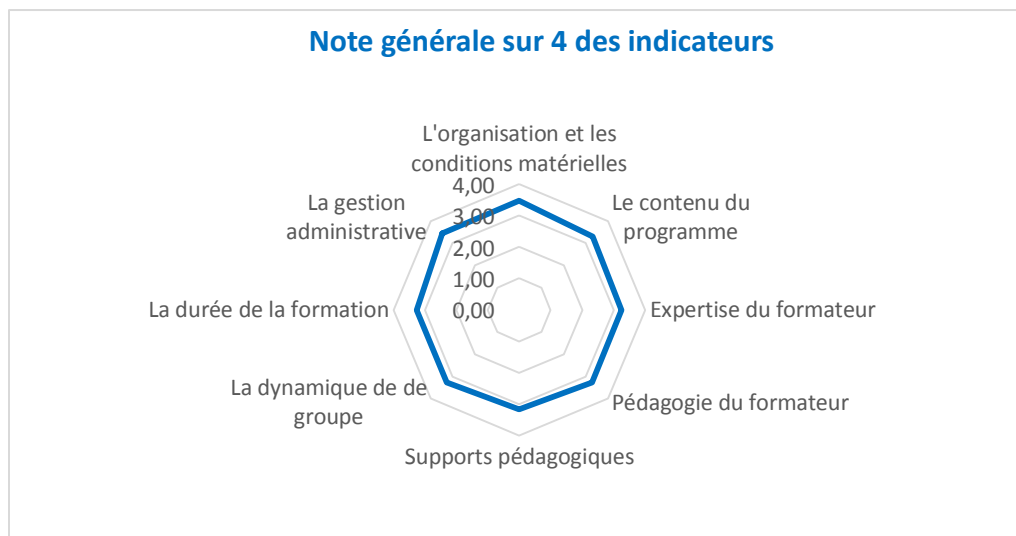 Note générale sur 4 des indicateurs
L'organisation et les
conditions matérielles
4,00
3,00
2,00
1,00
0,00
Le contenu du
programme
Expertise du formateur
Pédagogie du formateur
Supports pédagogiques
La dynamique de de
groupe
La durée de la formation
La gestion
administrative